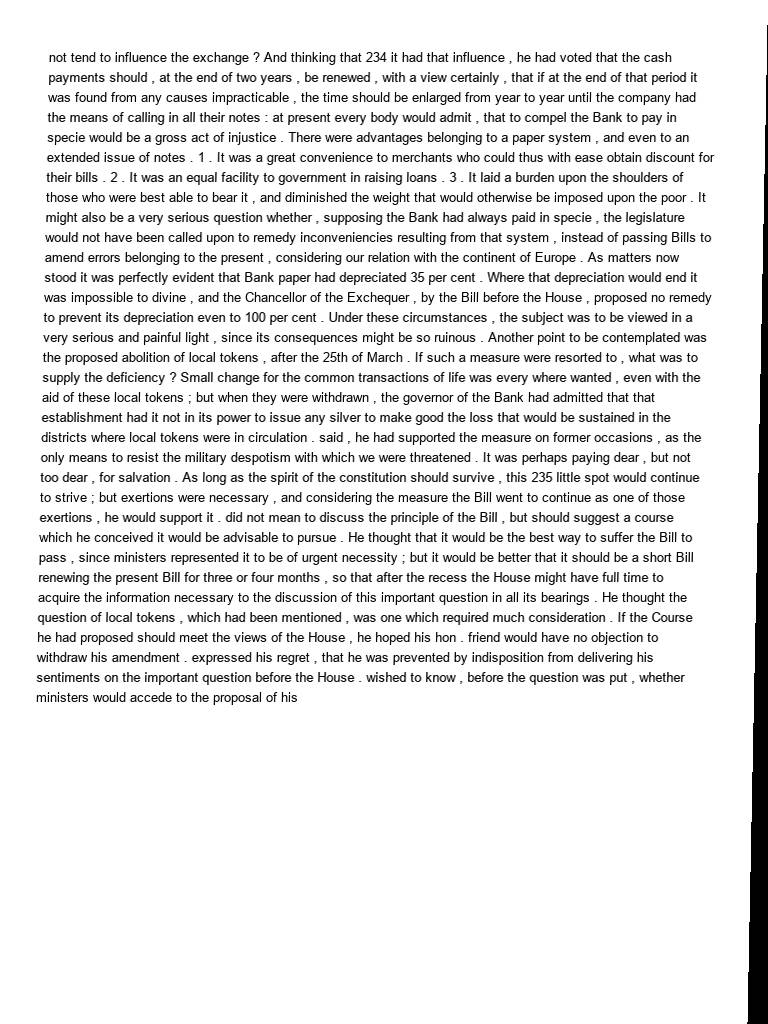 not tend to influence the exchange ? And thinking that 234 it had that influence , he had voted that the cash
payments should , at the end of two years , be renewed , with a view certainly , that if at the end of that period it
was found from any causes impracticable , the time should be enlarged from year to year until the company had
the means of calling in all their notes : at present every body would admit , that to compel the Bank to pay in
specie would be a gross act of injustice . There were advantages belonging to a paper system , and even to an
extended issue of notes . 1 . It was a great convenience to merchants who could thus with ease obtain discount for
their bills . 2 . It was an equal facility to government in raising loans . 3 . It laid a burden upon the shoulders of
those who were best able to bear it , and diminished the weight that would otherwise be imposed upon the poor . It
might also be a very serious question whether , supposing the Bank had always paid in specie , the legislature
would not have been called upon to remedy inconveniencies resulting from that system , instead of passing Bills to
amend errors belonging to the present , considering our relation with the continent of Europe . As matters now
stood it was perfectly evident that Bank paper had depreciated 35 per cent . Where that depreciation would end it
was impossible to divine , and the Chancellor of the Exchequer , by the Bill before the House , proposed no remedy
to prevent its depreciation even to 100 per cent . Under these circumstances , the subject was to be viewed in a
very serious and painful light , since its consequences might be so ruinous . Another point to be contemplated was
the proposed abolition of local tokens , after the 25th of March . If such a measure were resorted to , what was to
supply the deficiency ? Small change for the common transactions of life was every where wanted , even with the
aid of these local tokens ; but when they were withdrawn , the governor of the Bank had admitted that that
establishment had it not in its power to issue any silver to make good the loss that would be sustained in the
districts where local tokens were in circulation . said , he had supported the measure on former occasions , as the
only means to resist the military despotism with which we were threatened . It was perhaps paying dear , but not
too dear , for salvation . As long as the spirit of the constitution should survive , this 235 little spot would continue
to strive ; but exertions were necessary , and considering the measure the Bill went to continue as one of those
exertions , he would support it . did not mean to discuss the principle of the Bill , but should suggest a course
which he conceived it would be advisable to pursue . He thought that it would be the best way to suffer the Bill to
pass , since ministers represented it to be of urgent necessity ; but it would be better that it should be a short Bill
renewing the present Bill for three or four months , so that after the recess the House might have full time to
acquire the information necessary to the discussion of this important question in all its bearings . He thought the
question of local tokens , which had been mentioned , was one which required much consideration . If the Course
he had proposed should meet the views of the House , he hoped his hon . friend would have no objection to
withdraw his amendment . expressed his regret , that he was prevented by indisposition from delivering his
sentiments on the important question before the House . wished to know , before the question was put , whether
ministers would accede to the proposal of his